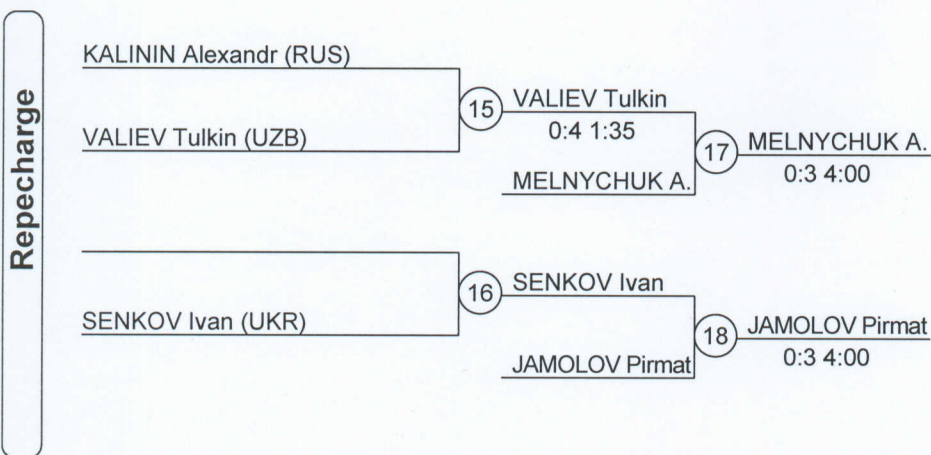 Repechage
KALININ Alexandr (RUS)
VALIEV Tulkin (UZB)
15
VALIEV Tulkin
0:4 1:35
MELNYCHUK A.
17
MELNYCHUK A.
0:3 4:00
SENKOV Ivan (UKR)
16
SENKOV Ivan
JAMOLOV Pirmat
18
JAMOLOV Pirmat
0:3 4:00